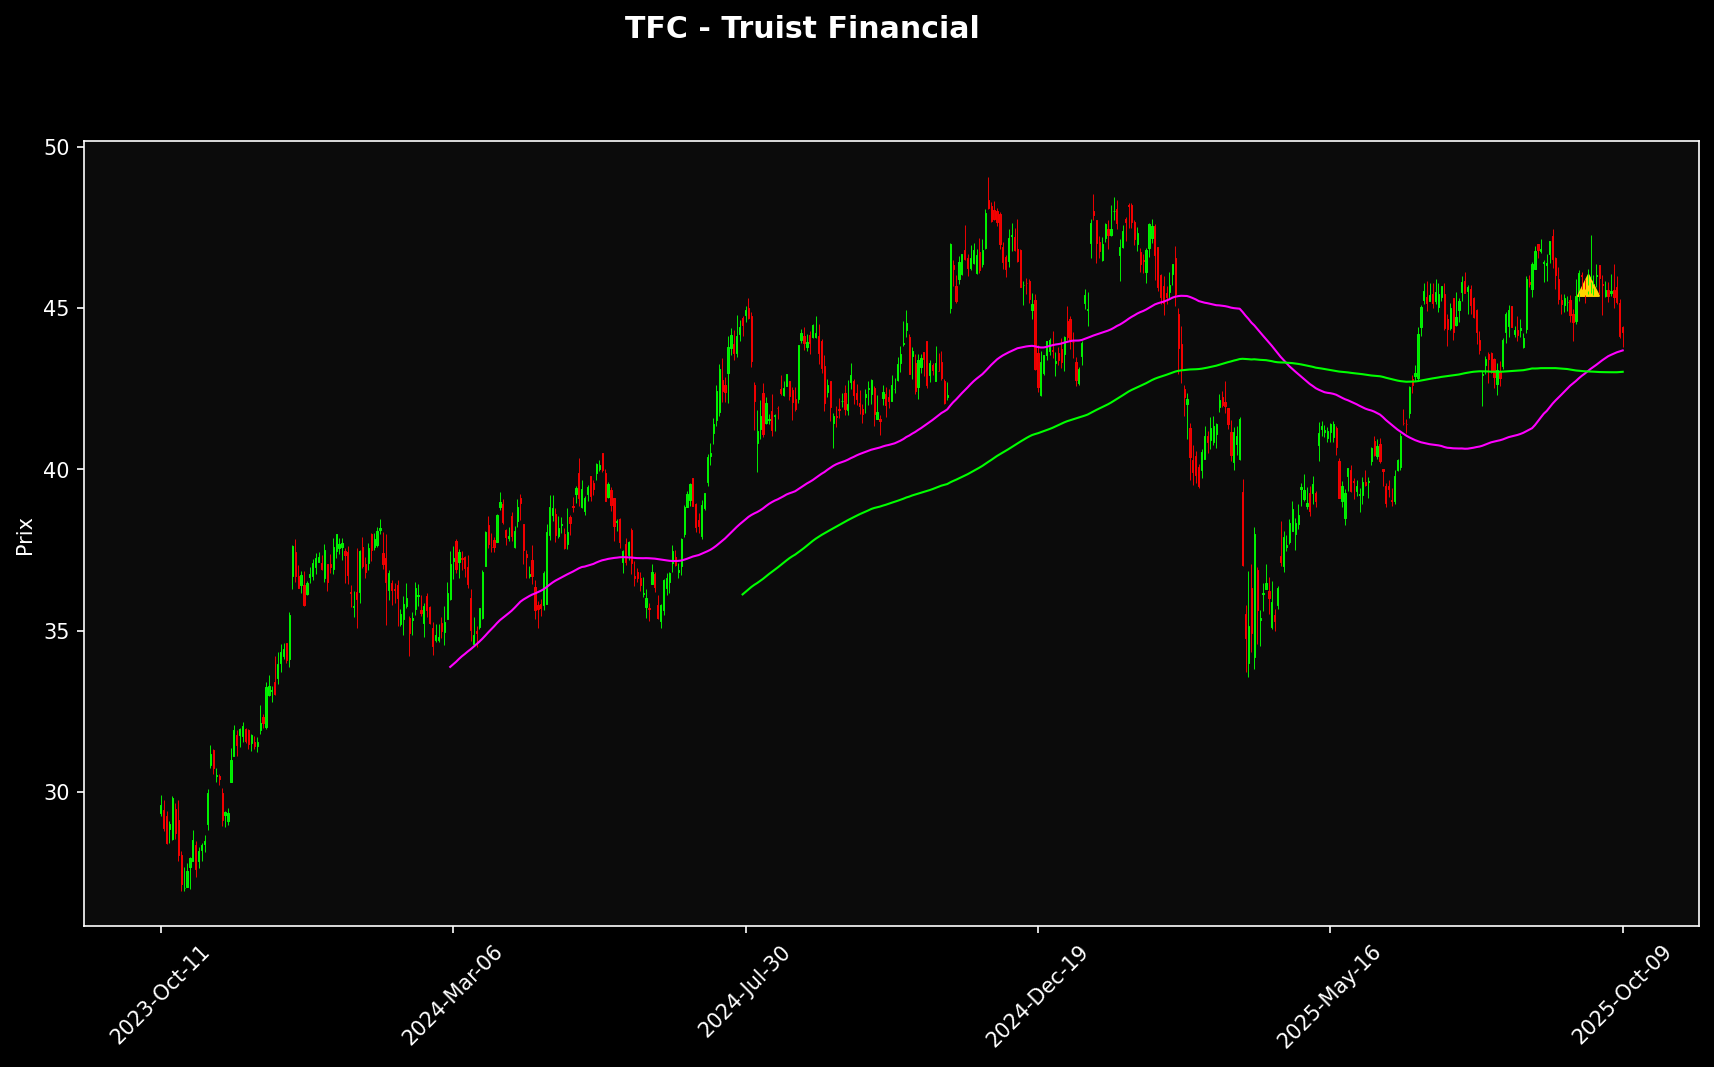 TFC - Truist Financial
Prix
50
45
40
35
30
2023-Oct-11
2024-Mar-06
2024-Jul-30
2024-Dec-19
2025-May-16
2025-Oct-09